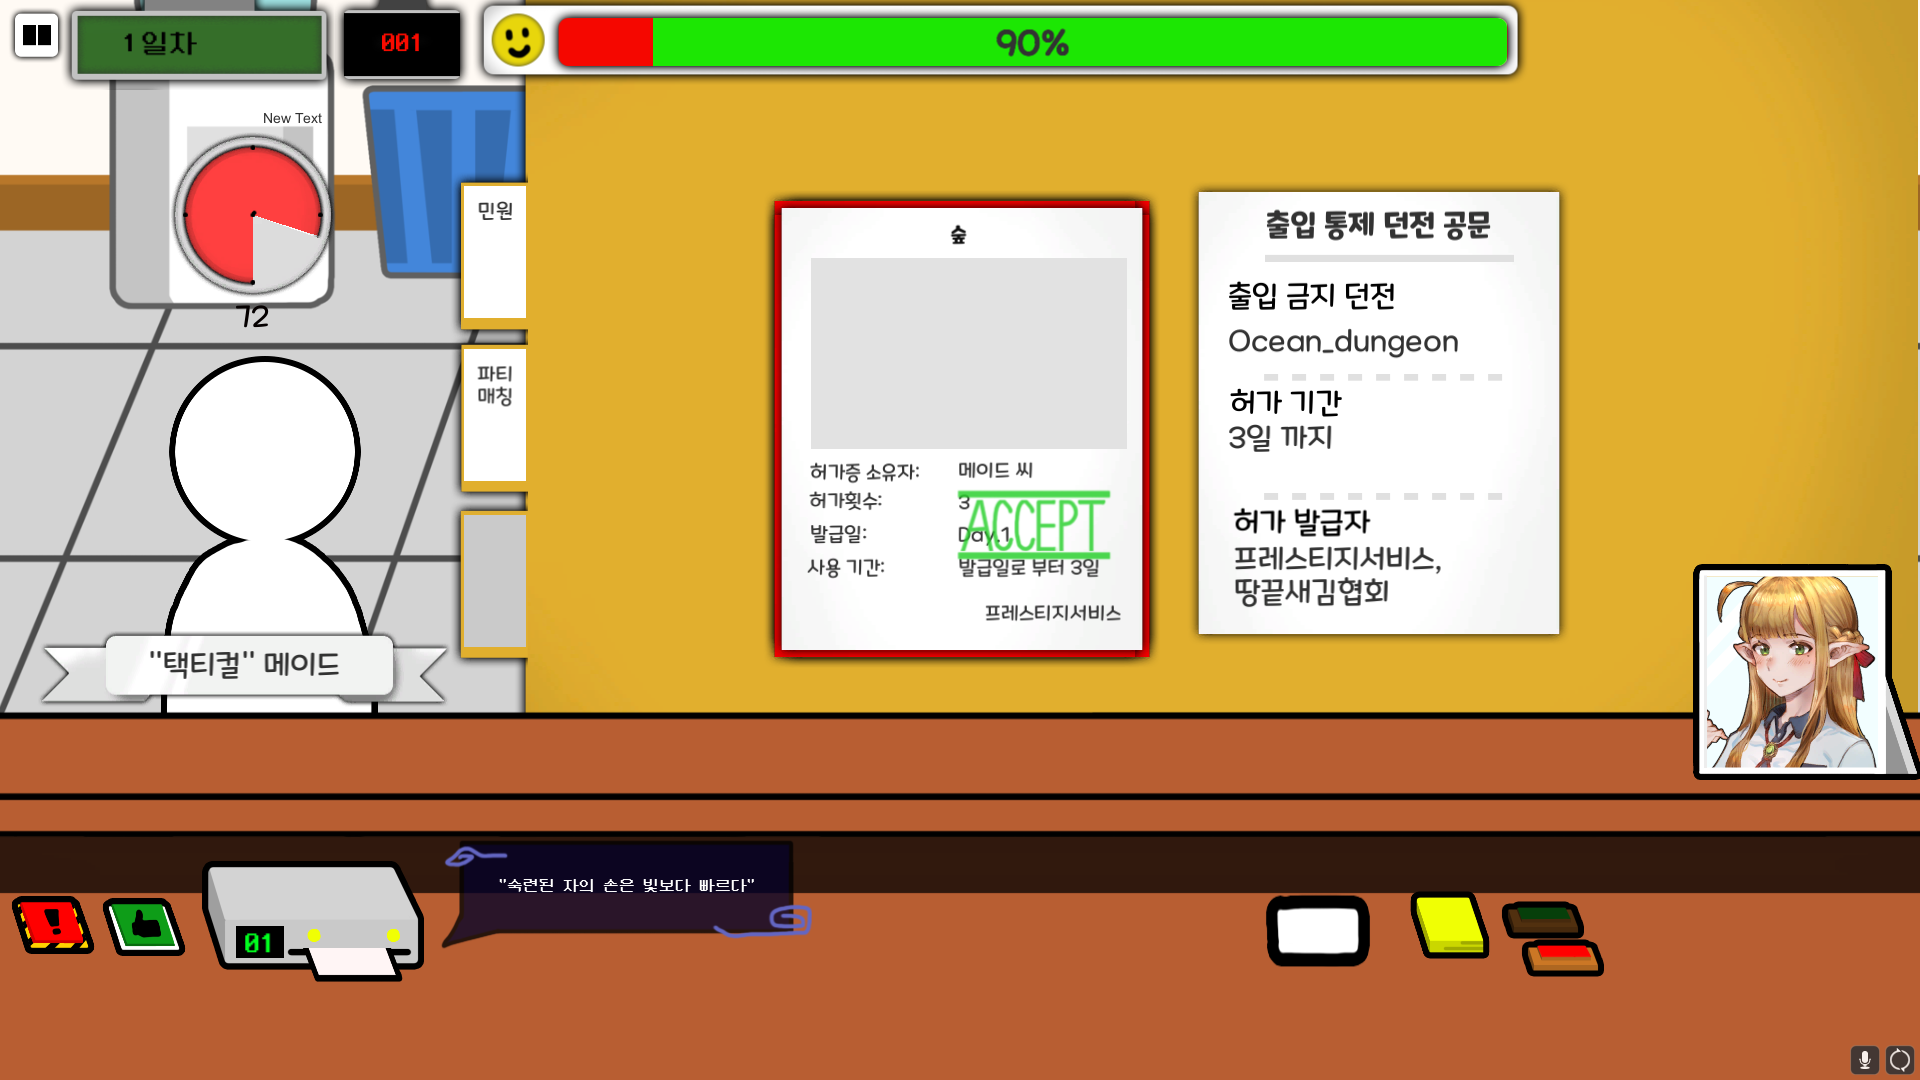 1일차
001
90%
New Text
72
민원
파티
매칭
"택티컬" 메이드
숲
허가증 소유자: 메이드 씨
허가횟수: 3
발급일: Day.1
사용 기간: 발급일로 부터 3일
ACCEPT
프레스티지서비스
출입 통제 던전 공문
출입 금지 던전
Ocean_dungeon
허가 기간
3일 까지
허가 발급자
프레스티지서비스,
땅끝새김협회
01
"숙련된 자의 손은 빛보다 빠르다"